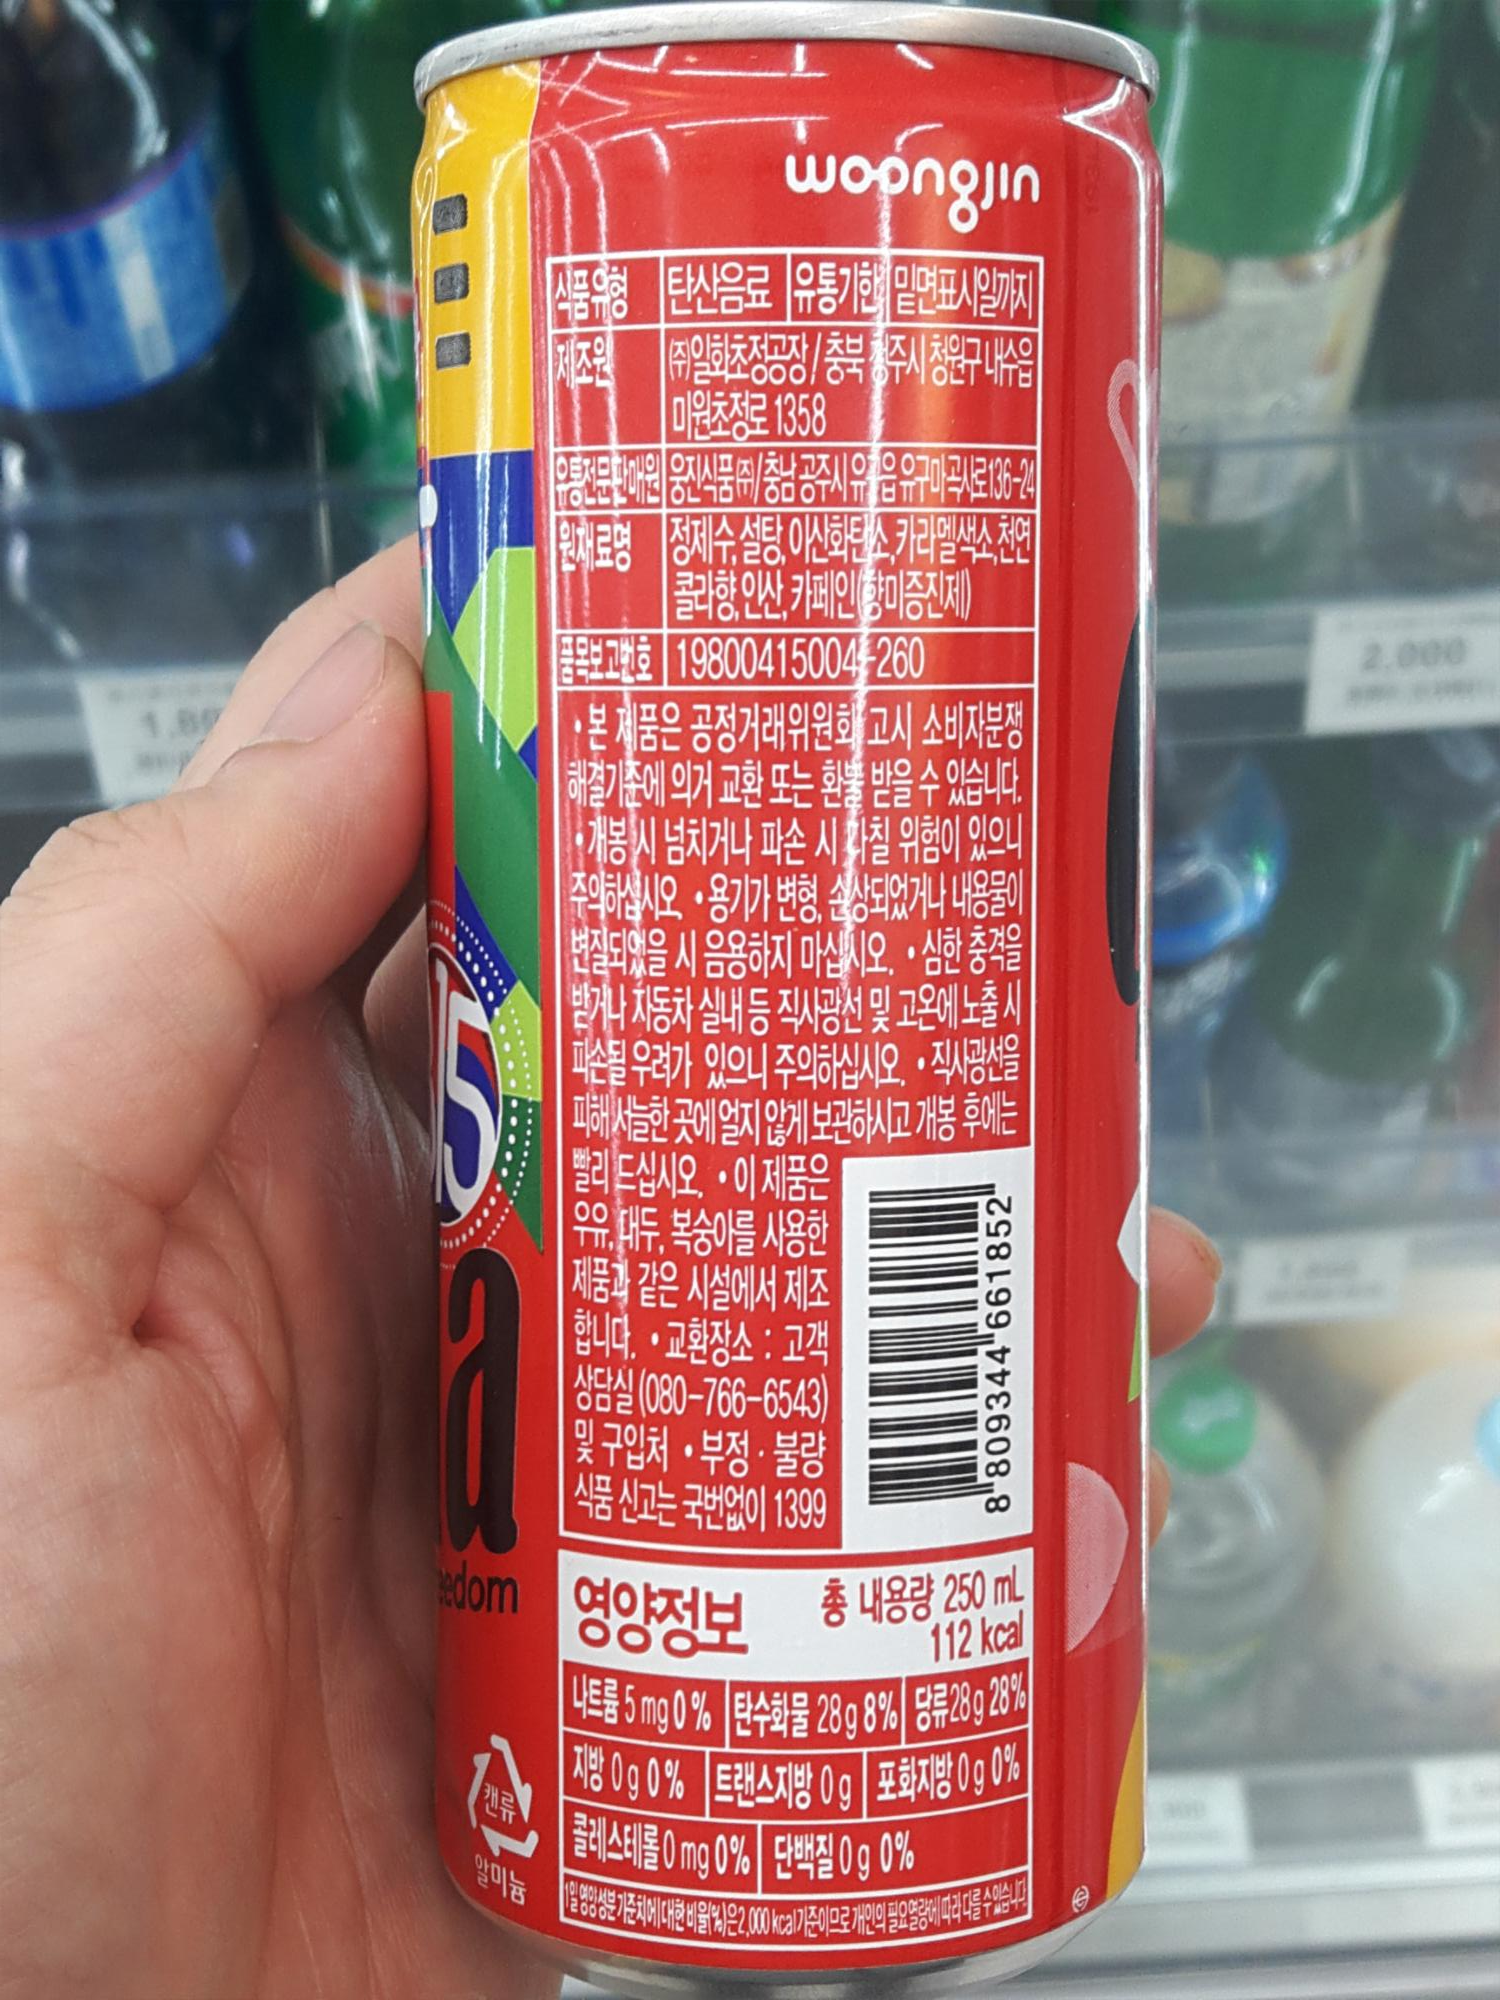 woongjin
식품유형 탄산음료 유통기한 밑면표시일까지
제조원 ㈜일화초정공장/충북 청주시 청원구 내수읍
미원초정로 1358
유통전문판매원 웅진식품㈜/충남 공주시 유구읍 유구마곡사로136-24
원재료명 정제수,설탕,이산화탄소,카라멜색소,천연
콜라향,인산,카페인(향미증진제)
품목보고번호 19800415004-260
•본 제품은 공정거래위원회 고시 소비자분쟁
해결기준에 의거 교환 또는 환불 받을 수 있습니다.
•개봉 시 넘치거나 파손 시 다칠 위험이 있으니
주의하십시오. •용기가 변형, 손상되었거나 내용물이
변질되었을 시 음용하지 마십시오. •심한 충격을
받거나 자동차 실내 등 직사광선 및 고온에 노출 시
파손될 우려가 있으니 주의하십시오. •직사광선을
피해 서늘한 곳에 얼지 않게 보관하시고 개봉 후에는
빨리 드십시오. •이 제품은
우유, 대두, 복숭아를 사용한
제품과 같은 시설에서 제조
합니다. •교환장소 : 고객
상담실 (080-766-6543)
및 구입처 •부정·불량
식품 신고는 국번없이 1399
8 809344 661852
영양정보 총 내용량 250 mL
112 kcal
나트륨 5 mg 0% 탄수화물 28 g 8% 당류 28 g 28%
지방 0 g 0% 트랜스지방 0 g 포화지방 0 g 0%
콜레스테롤 0 mg 0% 단백질 0 g 0%
1일 영양성분 기준치에 대한 비율(%)은 2,000 kcal 기준이므로 개인의 필요 열량에 따라 다를 수 있습니다.
15
a
edom
캔류
알미늄
2,000